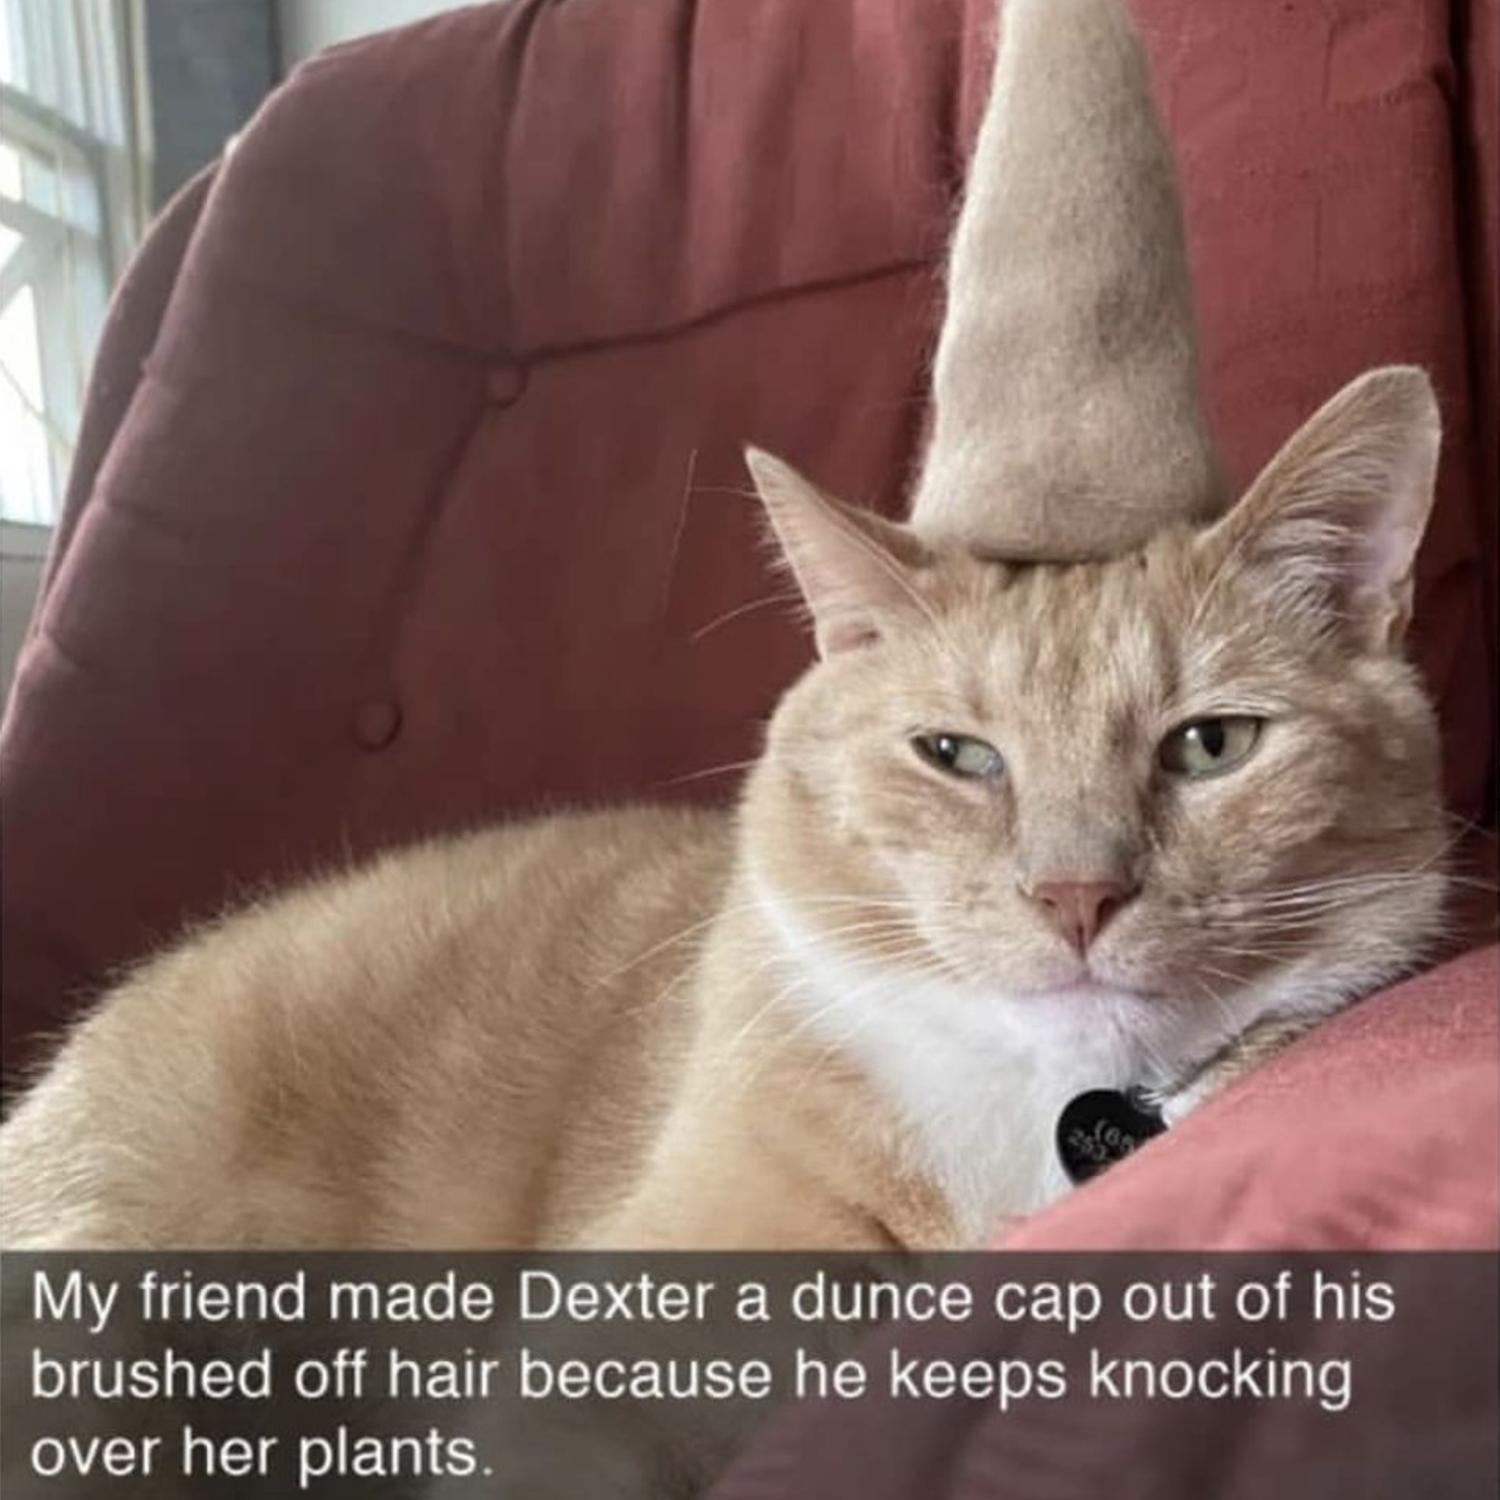 My friend made Dexter a dunce cap out of his
brushed off hair because he keeps knocking
over her plants.